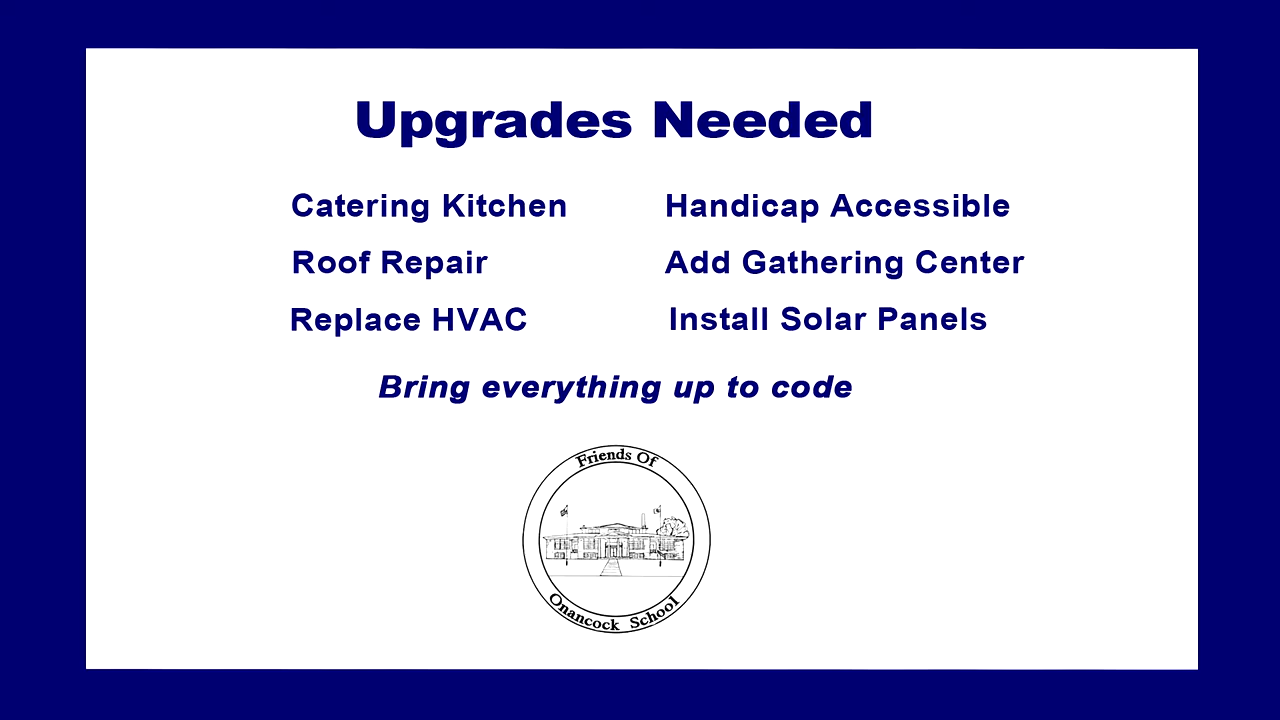 Upgrades Needed
Catering Kitchen
Handicap Accessible
Roof Repair
Add Gathering Center
Replace HVAC
Install Solar Panels
Bring everything up to code
Friends Of
Onancock School